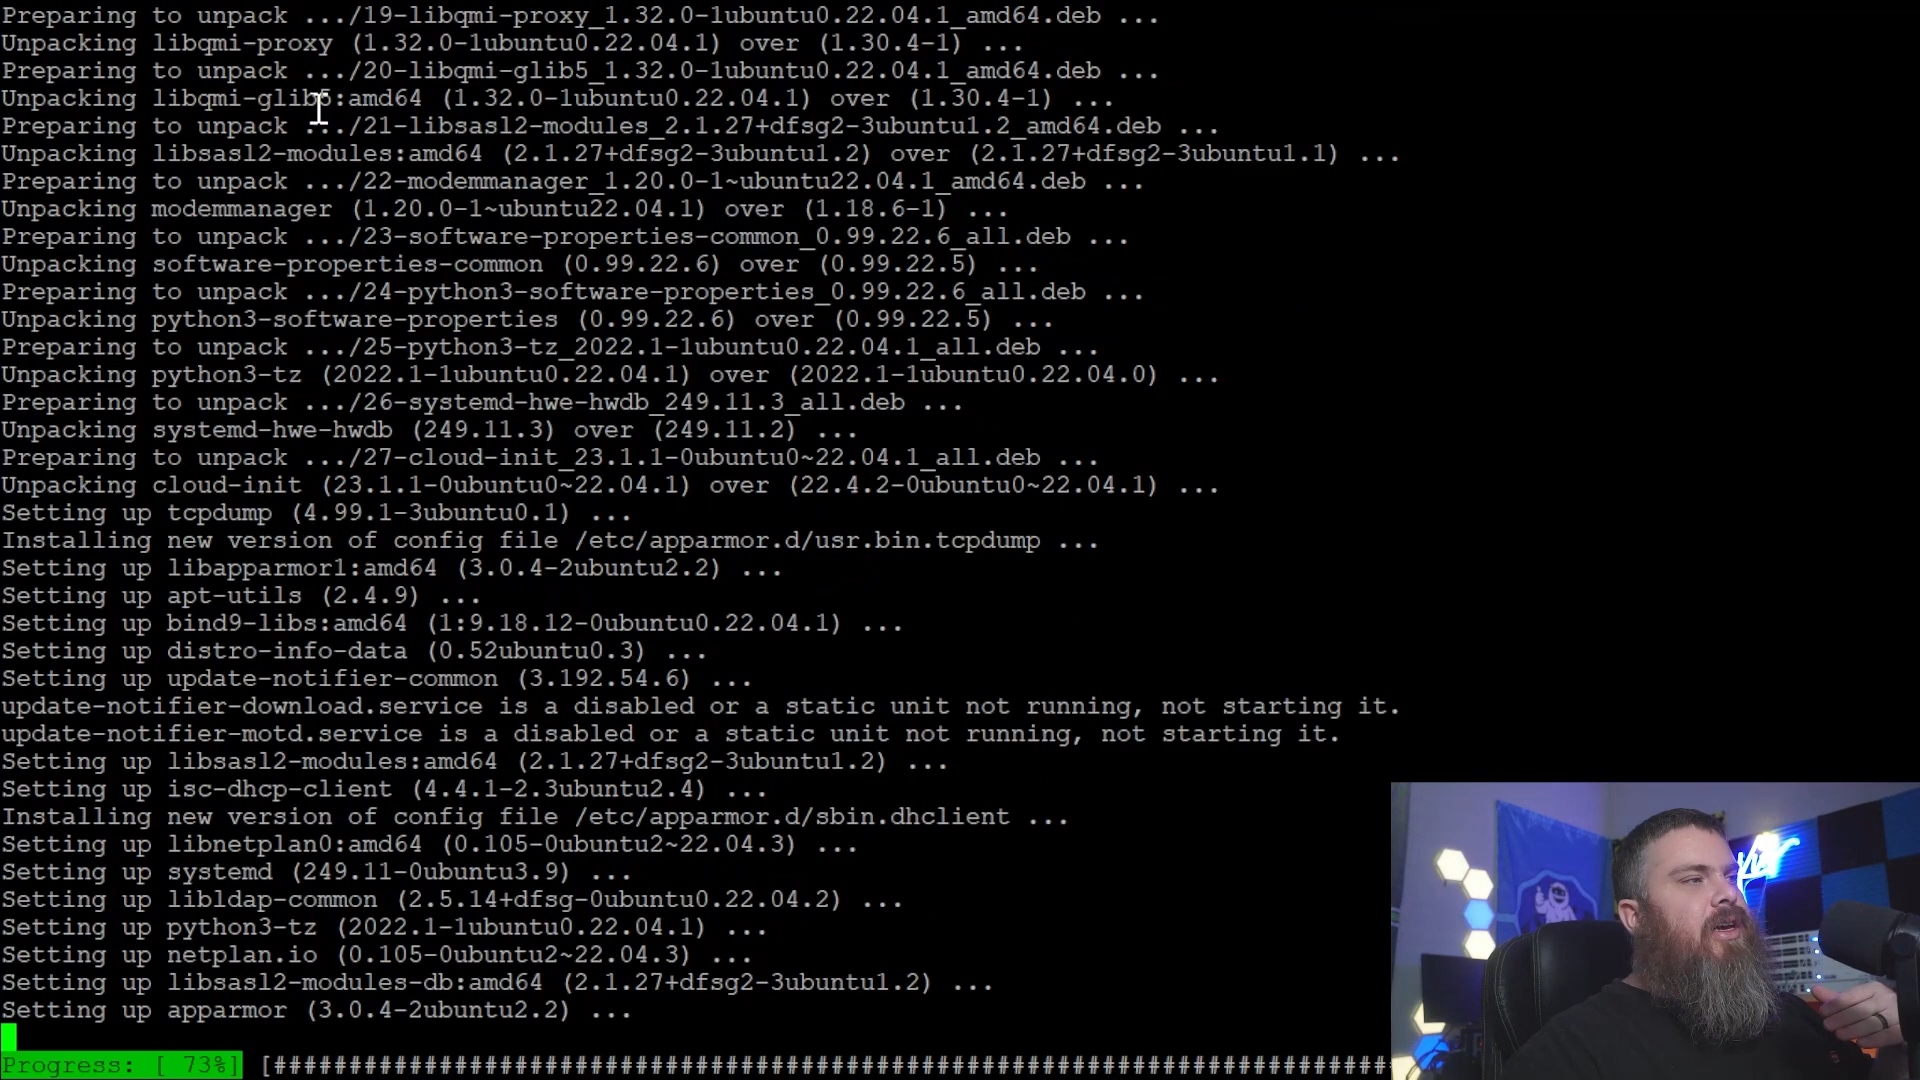 Preparing to unpack .../19-libqmi-proxy_1.32.0-1ubuntu0.22.04.1_amd64.deb ...
Unpacking libqmi-proxy (1.32.0-1ubuntu0.22.04.1) over (1.30.4-1) ...
Preparing to unpack .../20-libqmi-glib5_1.32.0-1ubuntu0.22.04.1_amd64.deb ...
Unpacking libqmi-glib5:amd64 (1.32.0-1ubuntu0.22.04.1) over (1.30.4-1) ...
Preparing to unpack .../21-libsasl2-modules_2.1.27+dfsg2-3ubuntu1.2_amd64.deb ...
Unpacking libsasl2-modules:amd64 (2.1.27+dfsg2-3ubuntu1.2) over (2.1.27+dfsg2-3ubuntu1.1) ...
Preparing to unpack .../22-modemmanager_1.20.0-1~ubuntu22.04.1_amd64.deb ...
Unpacking modemmanager (1.20.0-1~ubuntu22.04.1) over (1.18.6-1) ...
Preparing to unpack .../23-software-properties-common_0.99.22.6_all.deb ...
Unpacking software-properties-common (0.99.22.6) over (0.99.22.5) ...
Preparing to unpack .../24-python3-software-properties_0.99.22.6_all.deb ...
Unpacking python3-software-properties (0.99.22.6) over (0.99.22.5) ...
Preparing to unpack .../25-python3-tz_2022.1-1ubuntu0.22.04.1_all.deb ...
Unpacking python3-tz (2022.1-1ubuntu0.22.04.1) over (2022.1-1ubuntu0.22.04.0) ...
Preparing to unpack .../26-systemd-hwe-hwdb_249.11.3_all.deb ...
Unpacking systemd-hwe-hwdb (249.11.3) over (249.11.2) ...
Preparing to unpack .../27-cloud-init_23.1.1-0ubuntu0~22.04.1_all.deb ...
Unpacking cloud-init (23.1.1-0ubuntu0~22.04.1) over (22.4.2-0ubuntu0~22.04.1) ...
Setting up tcpdump (4.99.1-3ubuntu0.1) ...
Installing new version of config file /etc/apparmor.d/usr.bin.tcpdump ...
Setting up libapparmor1:amd64 (3.0.4-2ubuntu2.2) ...
Setting up apt-utils (2.4.9) ...
Setting up bind9-libs:amd64 (1:9.18.12-0ubuntu0.22.04.1) ...
Setting up distro-info-data (0.52ubuntu0.3) ...
Setting up update-notifier-common (3.192.54.6) ...
update-notifier-download.service is a disabled or a static unit not running, not starting it.
update-notifier-motd.service is a disabled or a static unit not running, not starting it.
Setting up libsasl2-modules:amd64 (2.1.27+dfsg2-3ubuntu1.2) ...
Setting up isc-dhcp-client (4.4.1-2.3ubuntu2.4) ...
Installing new version of config file /etc/apparmor.d/sbin.dhclient ...
Setting up libnetplan0:amd64 (0.105-0ubuntu2~22.04.3) ...
Setting up systemd (249.11-0ubuntu3.9) ...
Setting up libldap-common (2.5.14+dfsg-0ubuntu0.22.04.2) ...
Setting up python3-tz (2022.1-1ubuntu0.22.04.1) ...
Setting up netplan.io (0.105-0ubuntu2~22.04.3) ...
Setting up libsasl2-modules-db:amd64 (2.1.27+dfsg2-3ubuntu1.2) ...
Setting up apparmor (3.0.4-2ubuntu2.2) ...
Progress: [ 73%] [###########################################################################